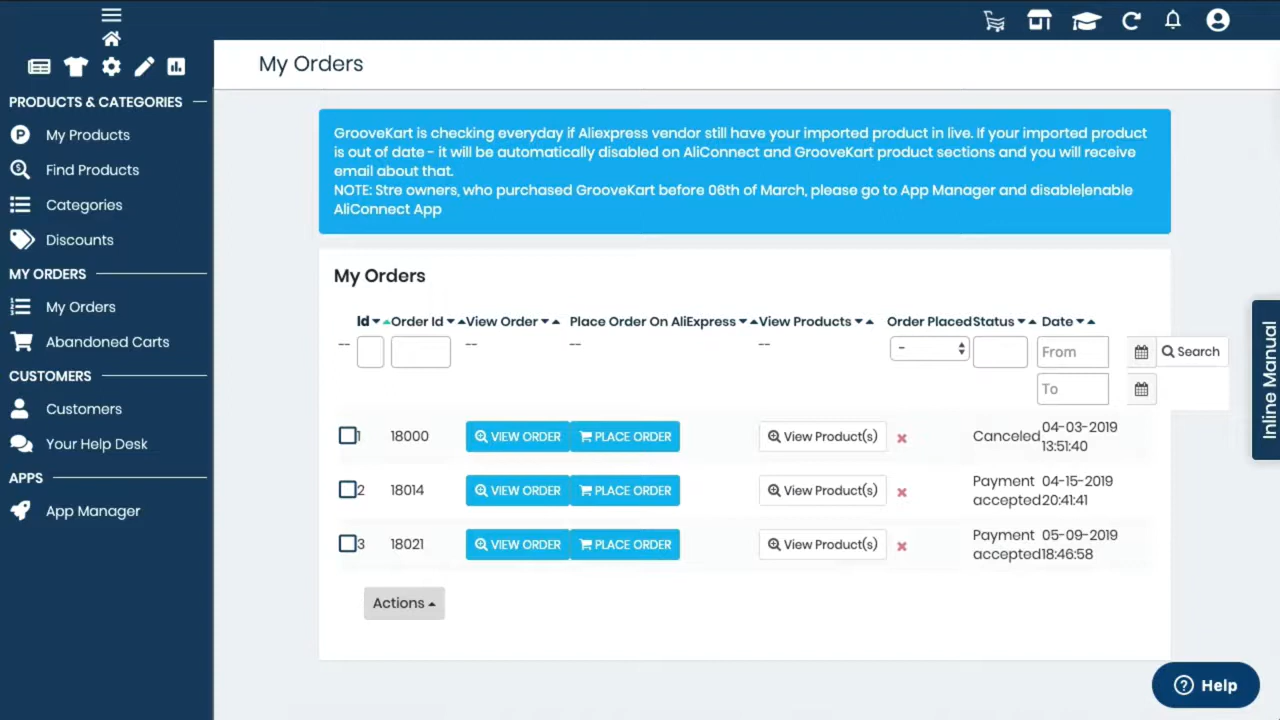 My Orders
PRODUCTS & CATEGORIES
My Products
Find Products
Categories
Discounts
MY ORDERS
My Orders
Abandoned Carts
CUSTOMERS
Customers
Your Help Desk
APPS
App Manager
GrooveKart is checking everyday if Aliexpress vendor still have your imported product in live. If your imported product
is out of date - it will be automatically disabled on AliConnect and GrooveKart product sections and you will receive
email about that.
NOTE: Stre owners, who purchased GrooveKart before 06th of March, please go to App Manager and disable|enable
AliConnect App
My Orders
Id Order Id View Order Place Order On AliExpress View Products Order Placed Status Date
-- -- -- -- - From Search
To
1 18000 VIEW ORDER PLACE ORDER View Product(s) Canceled 04-03-2019
13:51:40
2 18014 VIEW ORDER PLACE ORDER View Product(s) Payment 04-15-2019
accepted 20:41:41
3 18021 VIEW ORDER PLACE ORDER View Product(s) Payment 05-09-2019
accepted 18:46:58
Actions
Inline Manual
Help